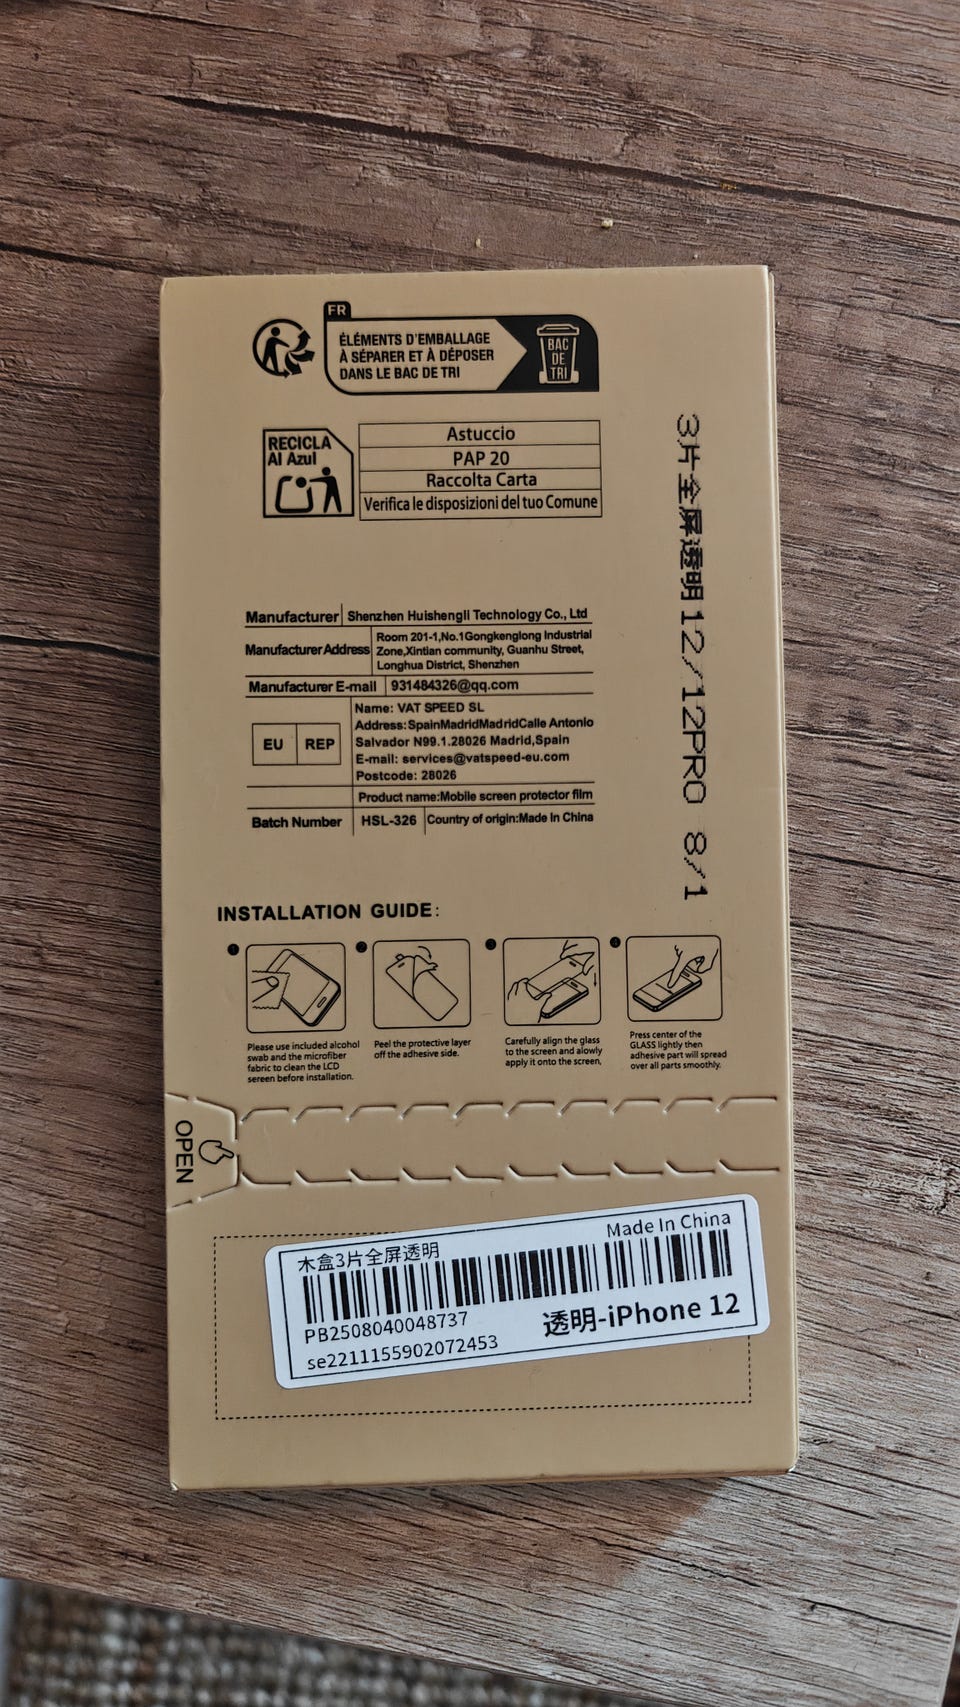 FR
ÉLÉMENTS D'EMBALLAGE
À SÉPARER ET À DÉPOSER
DANS LE BAC DE TRI
BAC
DE
TRI
RECICLA
Al Azul
Astuccio
PAP 20
Raccolta Carta
Verifica le disposizioni del tuo Comune
3片全屏透明12/12PRO 8/1
Manufacturer Shenzhen Huishengli Technology Co., Ltd
Manufacturer Address
Room 201-1,No.1Gongkenglong Industrial
Zone,Xintian community, Guanhu Street,
Longhua District, Shenzhen
Manufacturer E-mail 931484326@qq.com
EU REP
Name: VAT SPEED SL
Address:SpainMadridMadridCalle Antonio
Salvador N99.1.28026 Madrid,Spain
E-mail: services@vatspeed-eu.com
Postcode: 28026
Product name:Mobile screen protector film
Batch Number HSL-326 Country of origin:Made In China
INSTALLATION GUIDE:
1
Please use included alcohol
swab and the microfiber
fabric to clean the LCD
sereen before installation.
2
Peel the protective layer
off the adhesive side.
3
Carefully align the glass
to the screen and alowly
apply it onto the screen,
4
Press center of the
GLASS lightly then
adhesive part will spread
over all parts smoothly.
OPEN
木盒3片全屏透明
Made In China
PB2508040048737
透明-iPhone 12
se2211155902072453